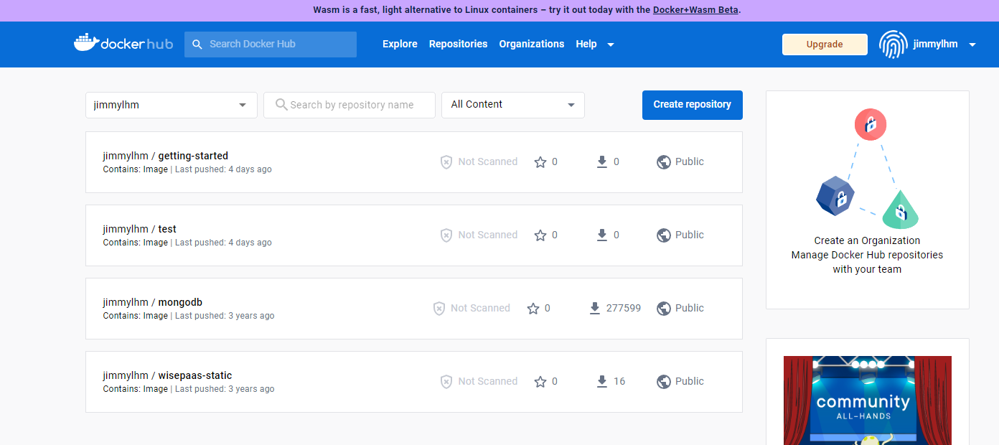 Wasm is a fast, light alternative to Linux containers – try it out today with the Docker+Wasm Beta.
dockerhub
Search Docker Hub
Explore
Repositories
Organizations
Help
Upgrade
jimmylhm
jimmylhm
Search by repository name
All Content
Create repository
jimmylhm / getting-started
Contains: Image | Last pushed: 4 days ago
Not Scanned
0
0
Public
jimmylhm / test
Contains: Image | Last pushed: 4 days ago
Not Scanned
0
0
Public
jimmylhm / mongodb
Contains: Image | Last pushed: 3 years ago
Not Scanned
0
277599
Public
jimmylhm / wisepaas-static
Contains: Image | Last pushed: 3 years ago
Not Scanned
0
16
Public
Create an Organization
Manage Docker Hub repositories
with your team
community
ALL-HANDS